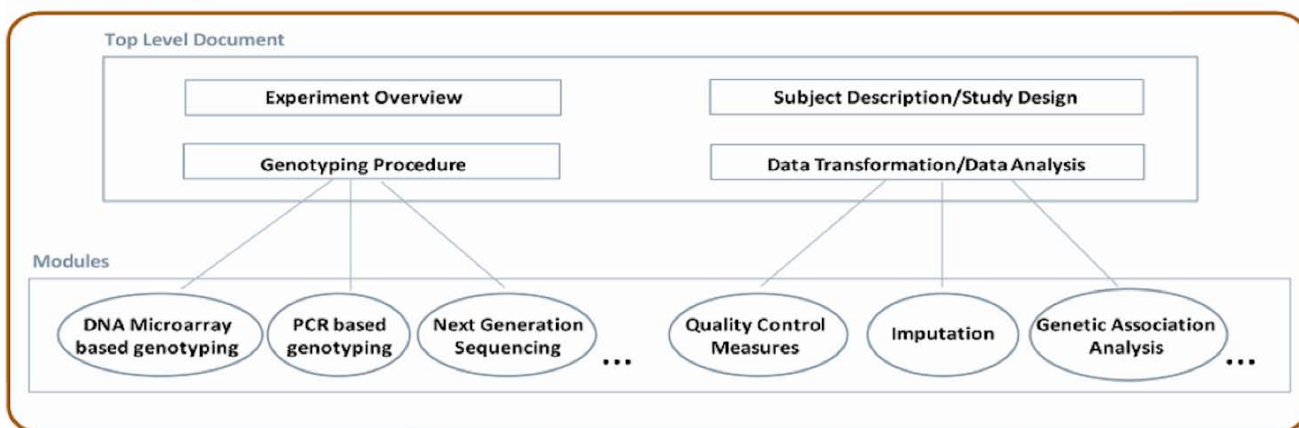 Top Level Document
Experiment Overview
Subject Description/Study Design
Genotyping Procedure
Data Transformation/Data Analysis
Modules
DNA Microarray
based genotyping
PCR based
genotyping
Next Generation
Sequencing
...
Quality Control
Measures
Imputation
Genetic Association
Analysis
...